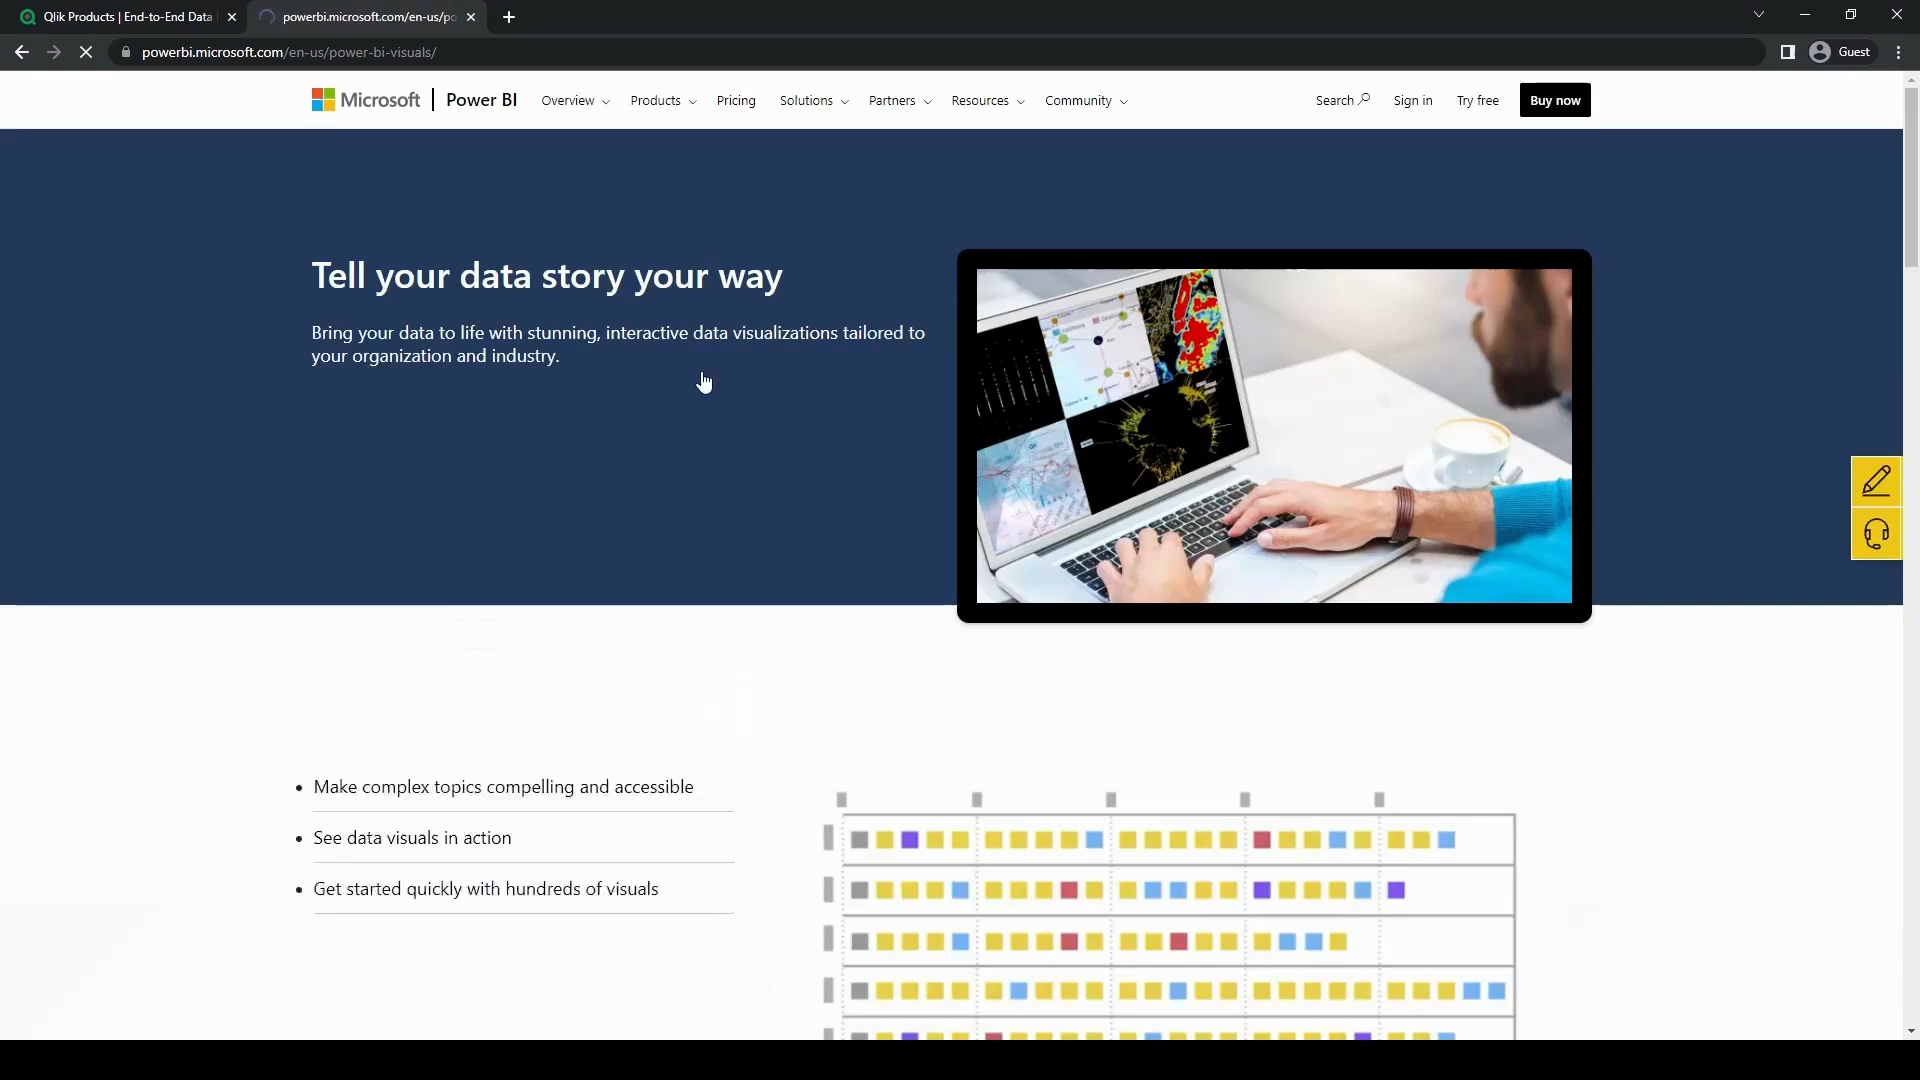 Qlik Products | End-to-End Data
powerbi.microsoft.com/en-us/po
powerbi.microsoft.com/en-us/power-bi-visuals/
Guest
Microsoft
Power BI
Overview
Products
Pricing
Solutions
Partners
Resources
Community
Search
Sign in
Try free
Buy now
Tell your data story your way
Bring your data to life with stunning, interactive data visualizations tailored to
your organization and industry.
Make complex topics compelling and accessible
See data visuals in action
Get started quickly with hundreds of visuals